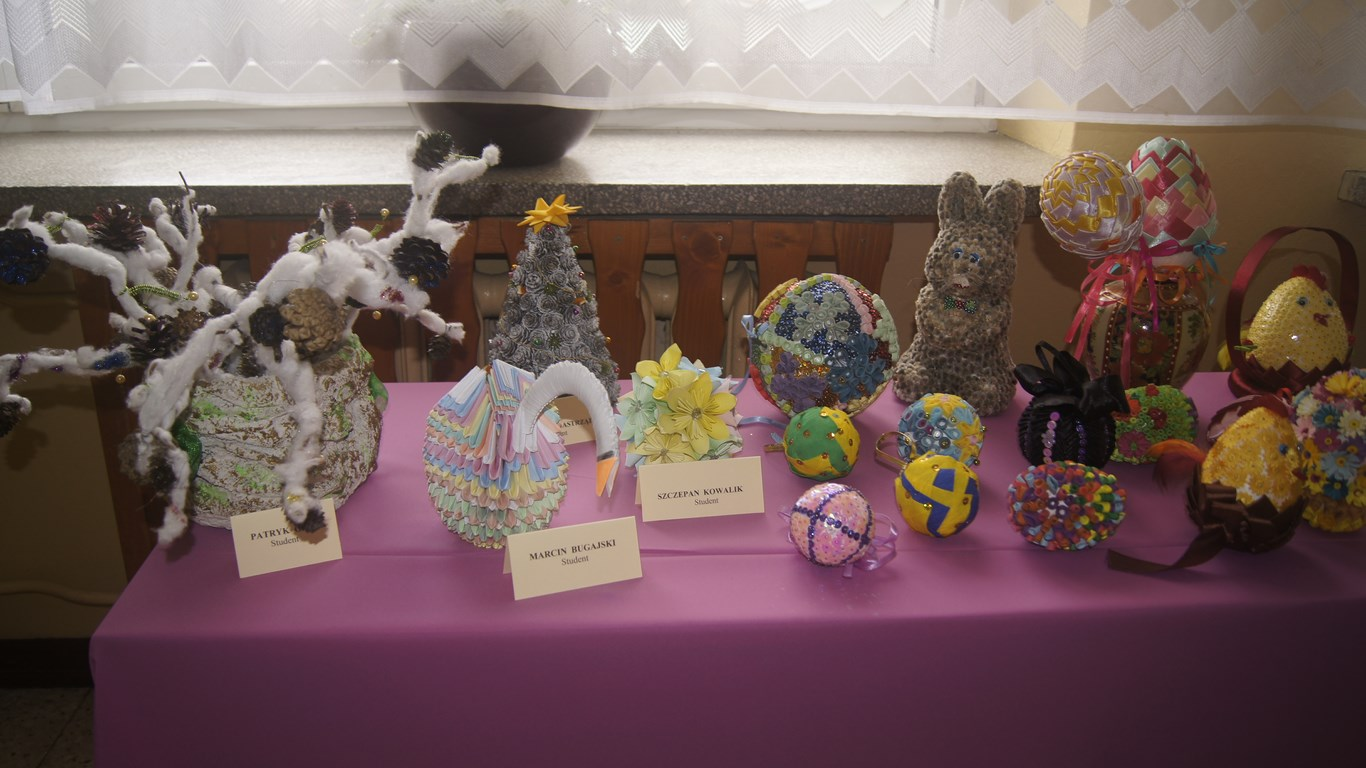 PATRYK
Student
MARCIN BUGAJSKI
Student
SZCZEPAN KOWALIK
Student